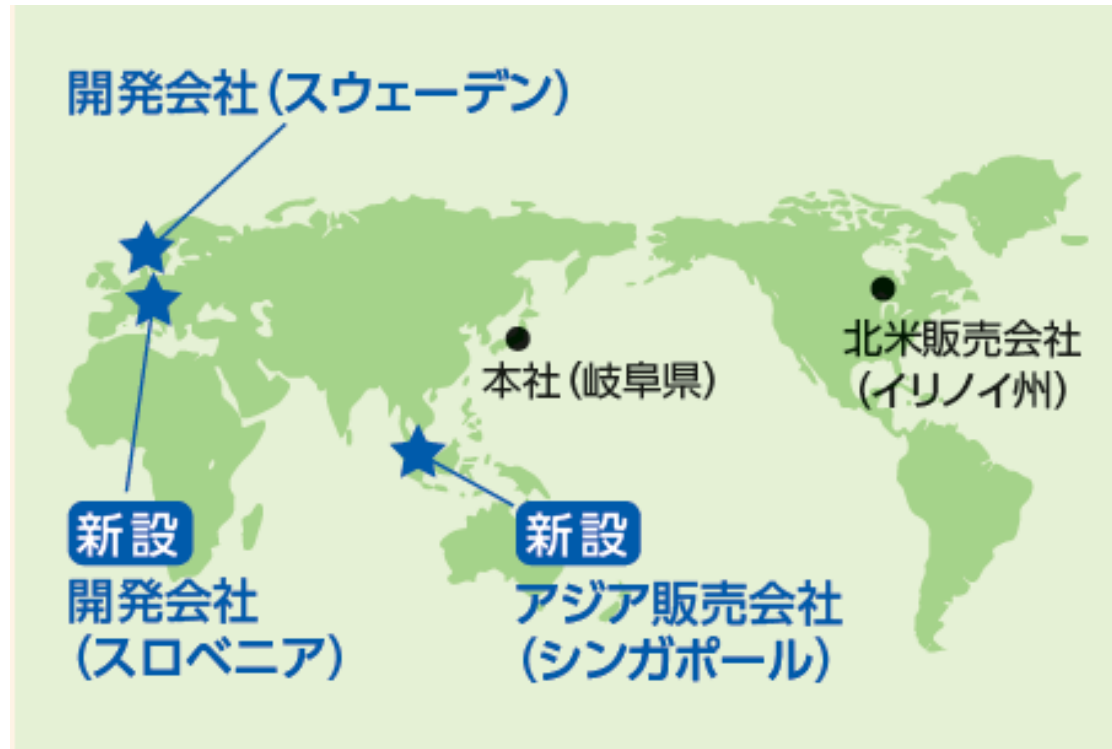 開発会社(スウェーデン)
本社(岐阜県)
北米販売会社
(イリノイ州)
新設
開発会社
(スロベニア)
新設
アジア販売会社
(シンガポール)